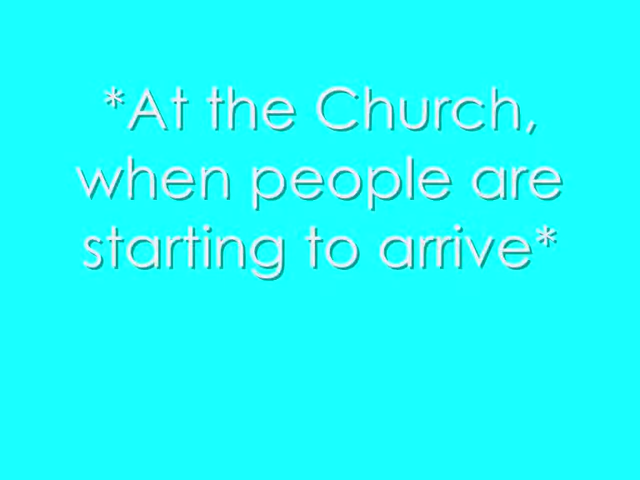 *At the Church,
when people are
starting to arrive*